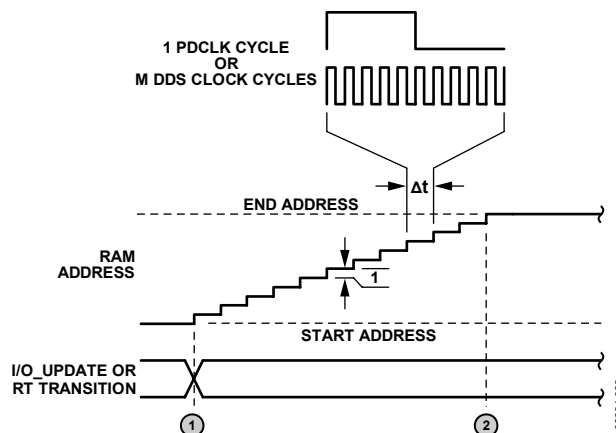 1 PDCLK CYCLE
OR
M DDS CLOCK CYCLES
Δt
END ADDRESS
RAM
ADDRESS
1
START ADDRESS
I/O_UPDATE OR
RT TRANSITION
1
2